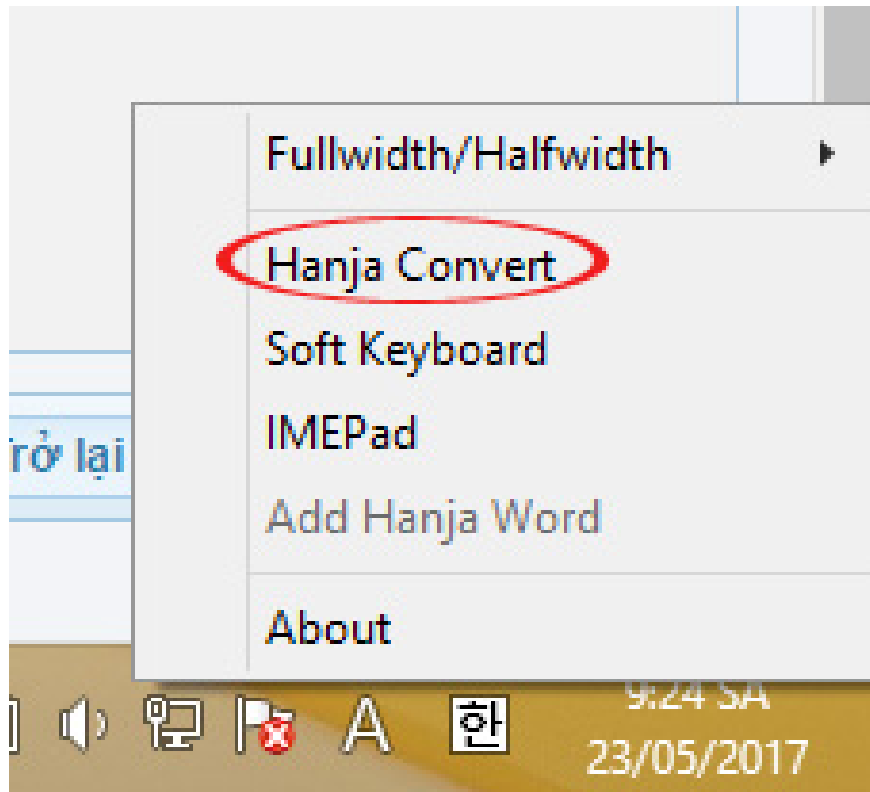 Fullwidth/Halfwidth
Hanja Convert
Soft Keyboard
IMEPad
rở lại
Add Hanja Word
About
A 한
9:24 SA
23/05/2017